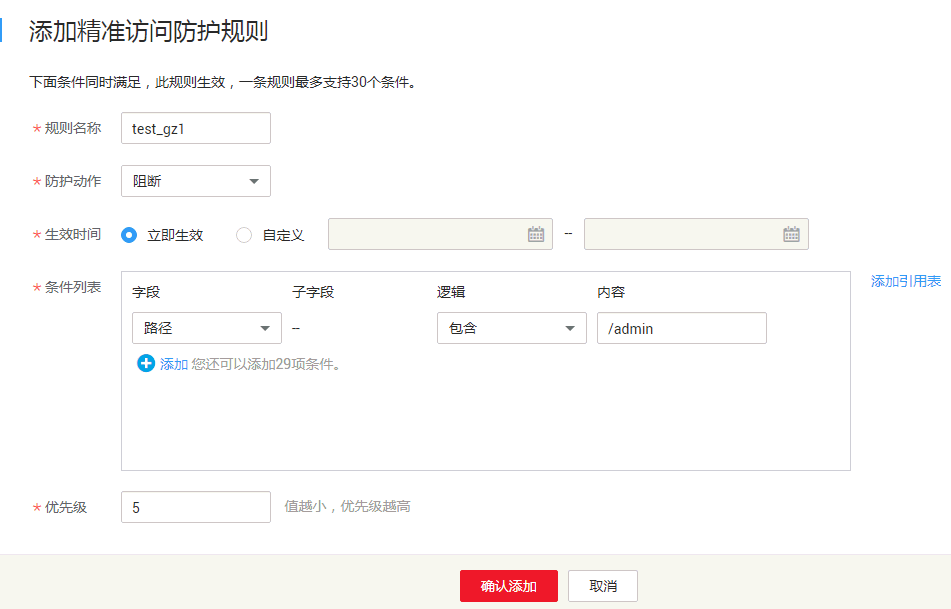 添加精准访问防护规则
下面条件同时满足，此规则生效，一条规则最多支持30个条件。
* 规则名称 test_gz1
* 防护动作 阻断
* 生效时间 立即生效 自定义 --
* 条件列表 字段 子字段 逻辑 内容 添加引用表
路径 -- 包含 /admin
添加 您还可以添加29项条件。
* 优先级 5 值越小，优先级越高
确认添加 取消